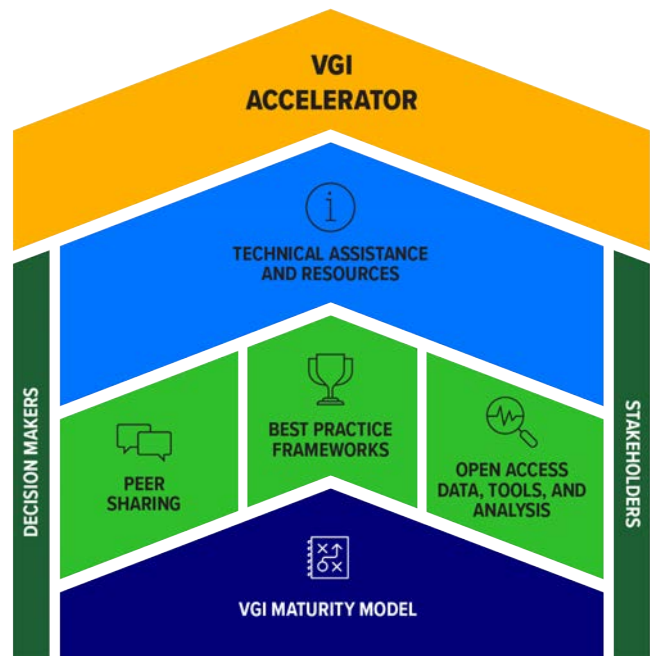 VGI
ACCELERATOR
TECHNICAL ASSISTANCE
AND RESOURCES
DECISION MAKERS
PEER
SHARING
BEST PRACTICE
FRAMEWORKS
OPEN ACCESS
DATA, TOOLS, AND
ANALYSIS
STAKEHOLDERS
VGI MATURITY MODEL